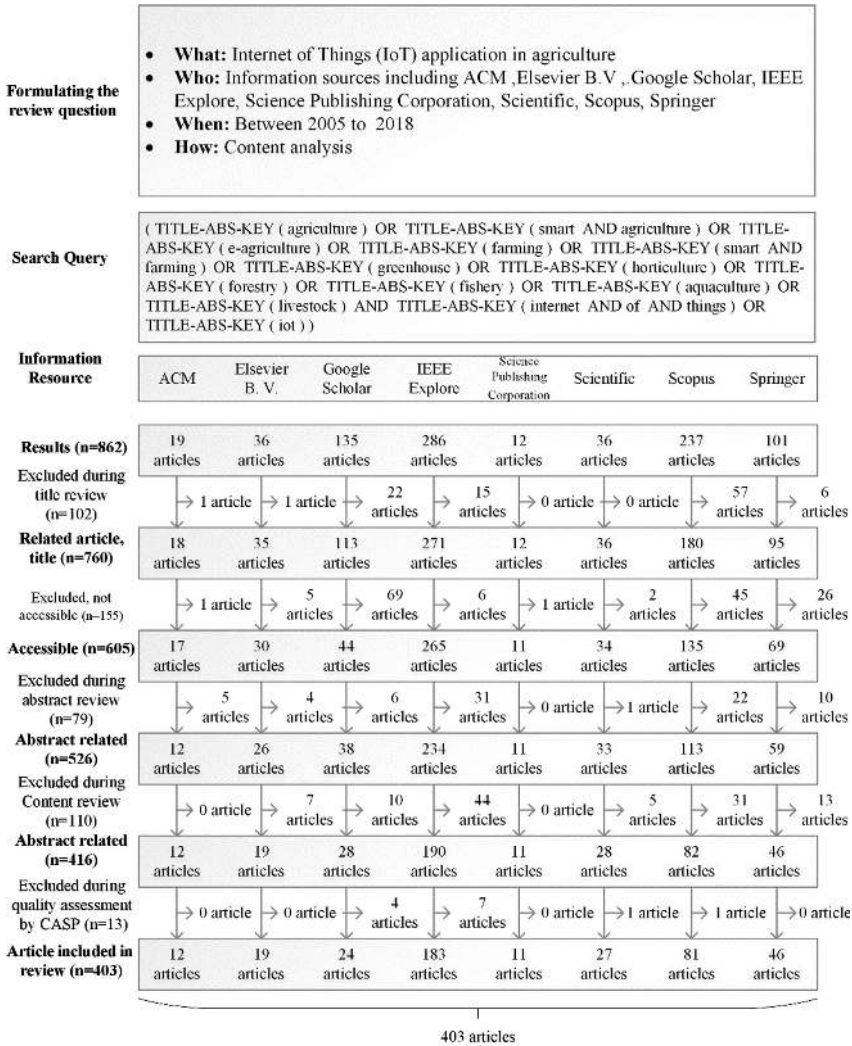 Formulating the
review question
• What: Internet of Things (IoT) application in agriculture
• Who: Information sources including ACM ,Elsevier B.V ,.Google Scholar, IEEE
Explore, Science Publishing Corporation, Scientific, Scopus, Springer
• When: Between 2005 to 2018
• How: Content analysis
Search Query
( TITLE-ABS-KEY ( agriculture ) OR TITLE-ABS-KEY ( smart AND agriculture ) OR TITLE-
ABS-KEY ( e-agriculture ) OR TITLE-ABS-KEY ( farming ) OR TITLE-ABS-KEY ( smart AND
farming ) OR TITLE-ABS-KEY ( greenhouse ) OR TITLE-ABS-KEY ( horticulture ) OR TITLE-
ABS-KEY ( forestry ) OR TITLE-ABS-KEY ( fishery ) OR TITLE-ABS-KEY ( aquaculture ) OR
TITLE-ABS-KEY ( livestock ) AND TITLE-ABS-KEY ( internet AND of AND things ) OR
TITLE-ABS-KEY ( iot ) )
Information
Resource
ACM
Elsevier
B. V.
Google
Scholar
IEEE
Explore
Science
Publishing
Corporation
Scientific
Scopus
Springer
Results (n=862)
19 36 135 286 12 36 237 101
articles articles articles articles articles articles articles articles
Excluded during
title review
(n=102)
1 article 1 article 22 articles 15 articles 0 article 0 article 57 articles 6 articles
Related article,
title (n=760)
18 35 113 271 12 36 180 95
articles articles articles articles articles articles articles articles
Excluded, not
accessible (n=155)
1 article 5 articles 69 articles 6 articles 1 article 2 articles 45 articles 26 articles
Accessible (n=605)
17 30 44 265 11 34 135 69
articles articles articles articles articles articles articles articles
Excluded during
abstract review
(n=79)
5 articles 4 articles 6 articles 31 articles 0 article 1 article 22 articles 10 articles
Abstract related
(n=526)
12 26 38 234 11 33 113 59
articles articles articles articles articles articles articles articles
Excluded during
Content review
(n=110)
0 article 7 articles 10 articles 44 articles 0 article 5 articles 31 articles 13 articles
Abstract related
(n=416)
12 19 28 190 11 28 82 46
articles articles articles articles articles articles articles articles
Excluded during
quality assessment
by CASP (n=13)
0 article 0 article 4 articles 7 articles 0 article 1 article 1 article 0 article
Article included in
review (n=403)
12 19 24 183 11 27 81 46
articles articles articles articles articles articles articles articles
403 articles